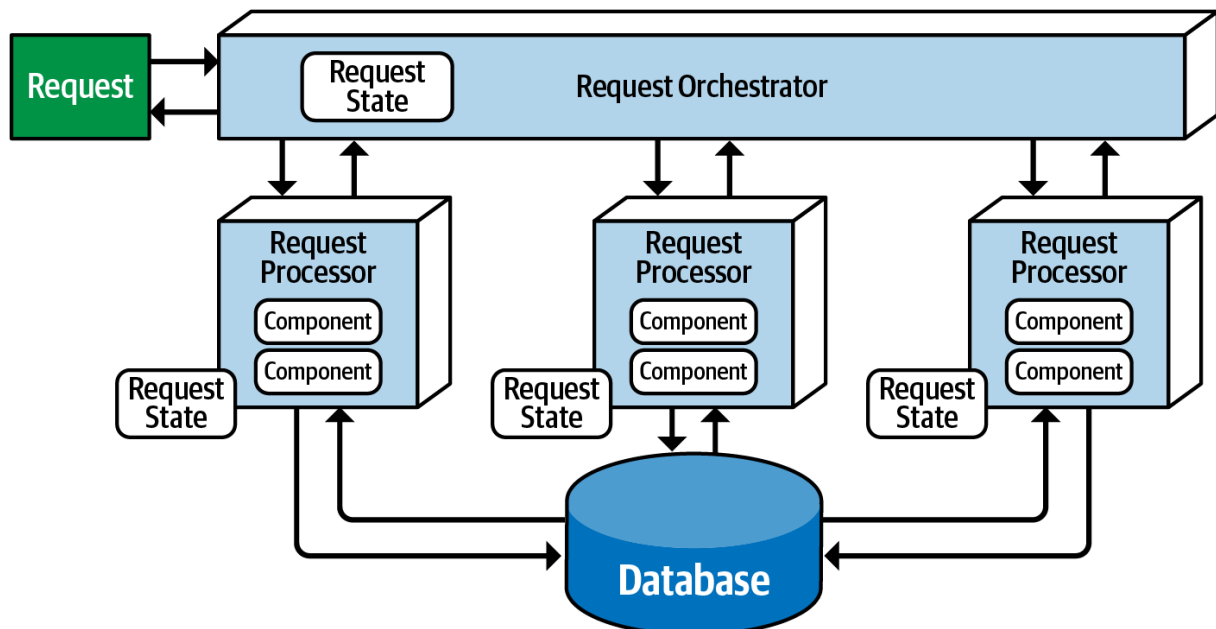 Request
Request
State
Request Orchestrator
Request
Processor
Component
Component
Request
State
Request
Processor
Component
Component
Request
State
Request
Processor
Component
Component
Request
State
Database